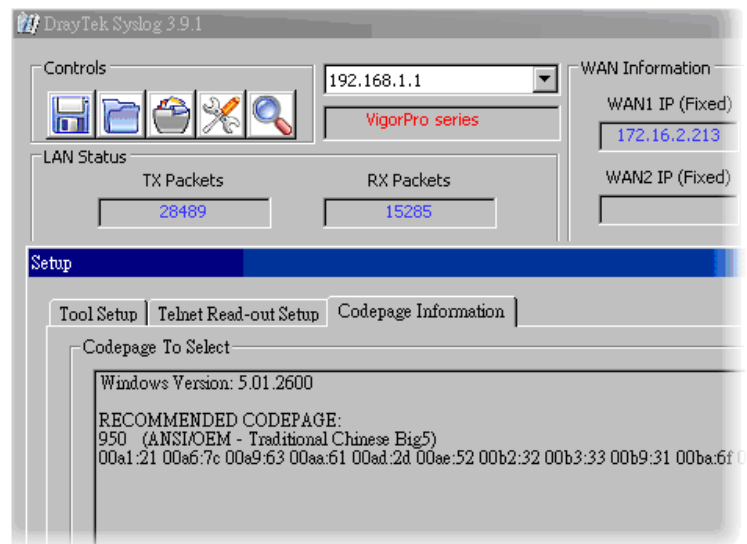 DrayTek Syslog 3.9.1
Controls
192.168.1.1
VigorPro series
WAN Information
WAN1 IP (Fixed)
172.16.2.213
WAN2 IP (Fixed)
LAN Status
TX Packets
RX Packets
28489
15285
Setup
Tool Setup
Telnet Read-out Setup
Codepage Information
Codepage To Select
Windows Version: 5.01.2600
RECOMMENDED CODEPAGE:
950 (ANSI/OEM - Traditional Chinese Big5)
00a1:21 00a6:7c 00a9:63 00aa:61 00ad:2d 00ae:52 00b2:32 00b3:33 00b9:31 00ba:6f